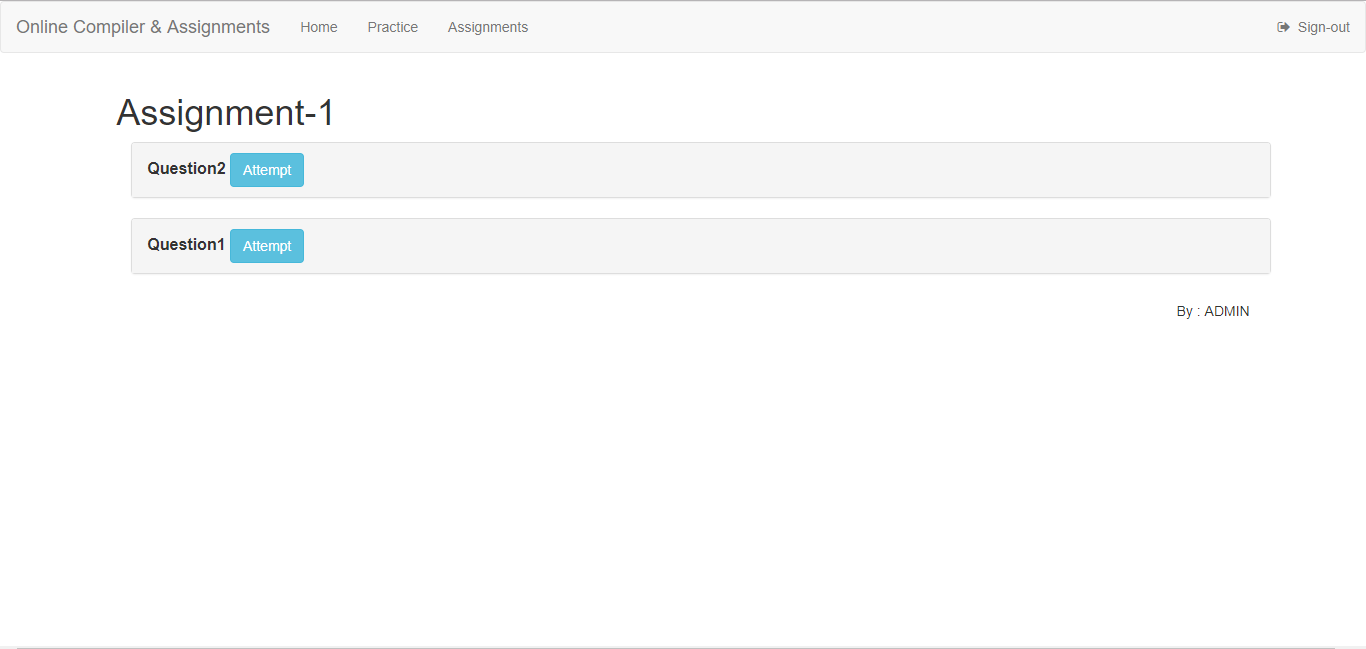 Online Compiler & Assignments Home Practice Assignments Sign-out
Assignment-1
Question2 Attempt
Question1 Attempt
By : ADMIN